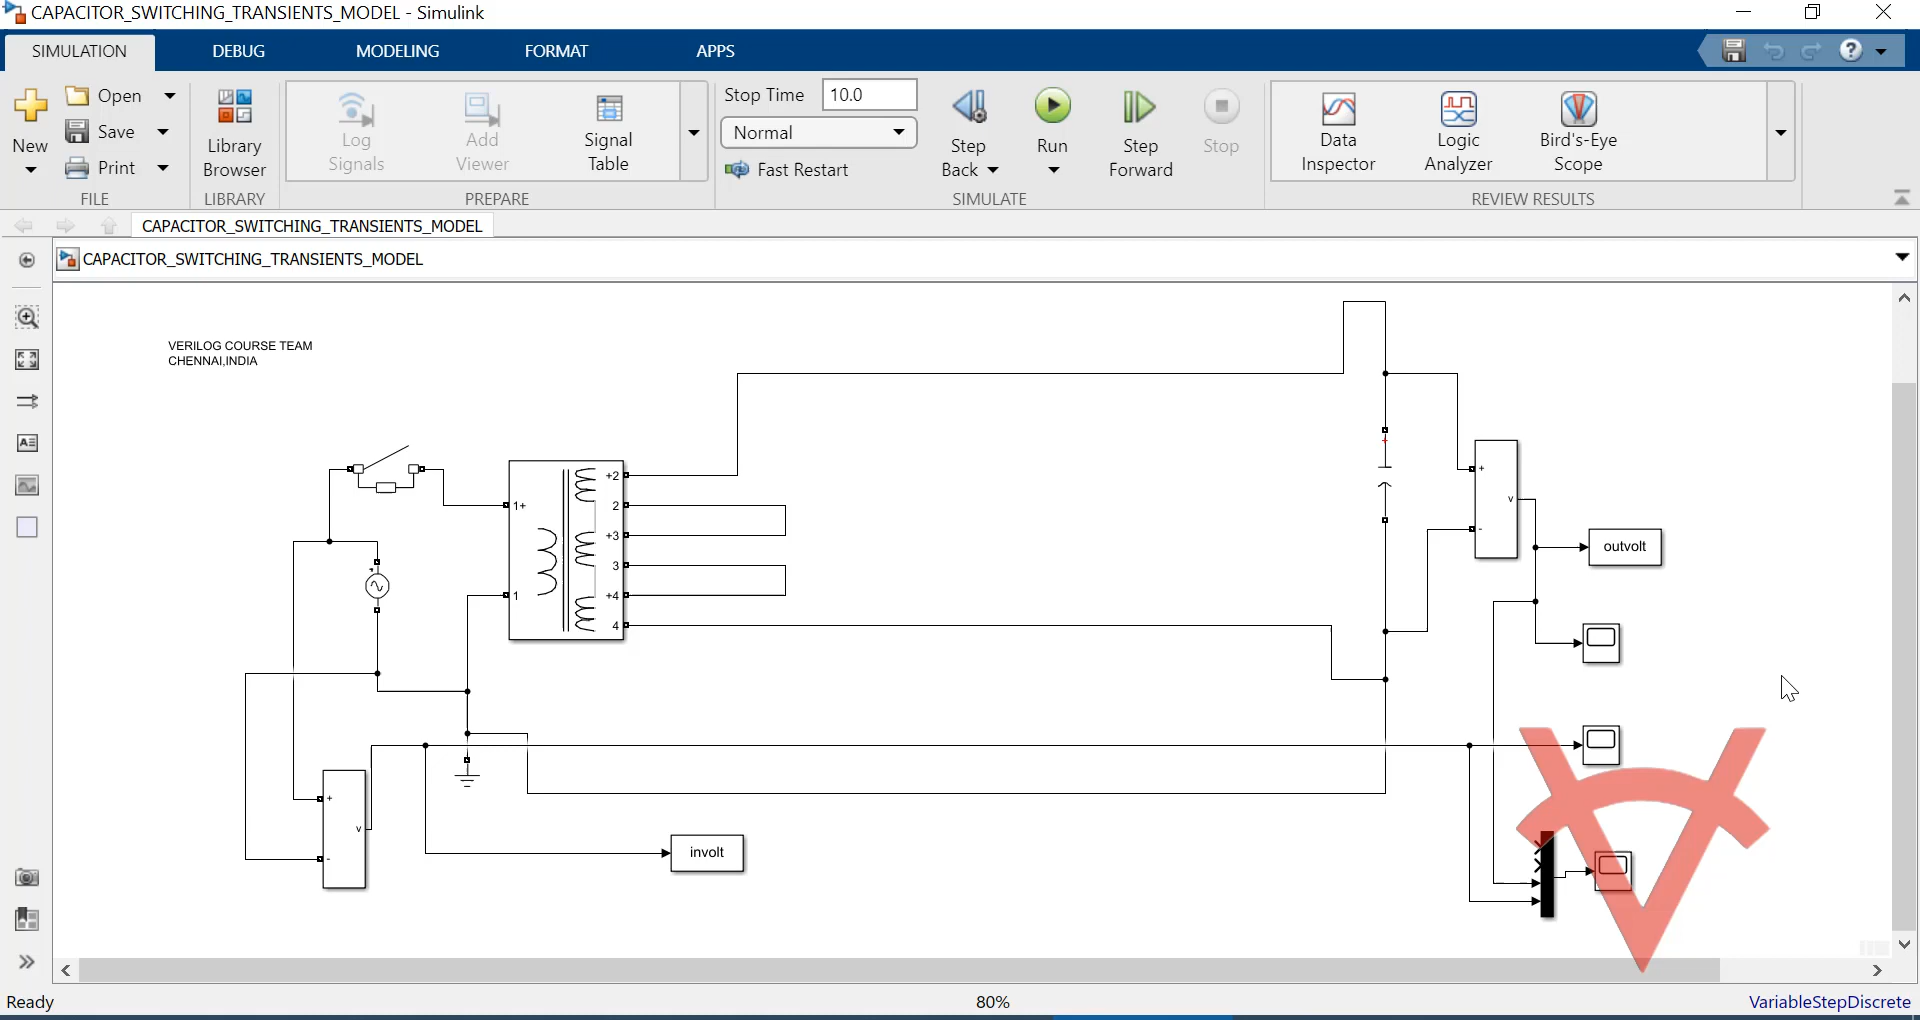 CAPACITOR_SWITCHING_TRANSIENTS_MODEL - Simulink
SIMULATION DEBUG MODELING FORMAT APPS
New
Open
Save
Print
FILE
Library
Browser
LIBRARY
Log
Signals
Add
Viewer
Signal
Table
PREPARE
Stop Time 10.0
Normal
Fast Restart
Step
Back
Run
Step
Forward
Stop
SIMULATE
Data
Inspector
Logic
Analyzer
Bird's-Eye
Scope
REVIEW RESULTS
CAPACITOR_SWITCHING_TRANSIENTS_MODEL
CAPACITOR_SWITCHING_TRANSIENTS_MODEL
VERILOG COURSE TEAM
CHENNAI,INDIA
1+
1
+2
2
+3
3
+4
4
+
v
-
outvolt
+
v
-
involt
Ready 80% VariableStepDiscrete